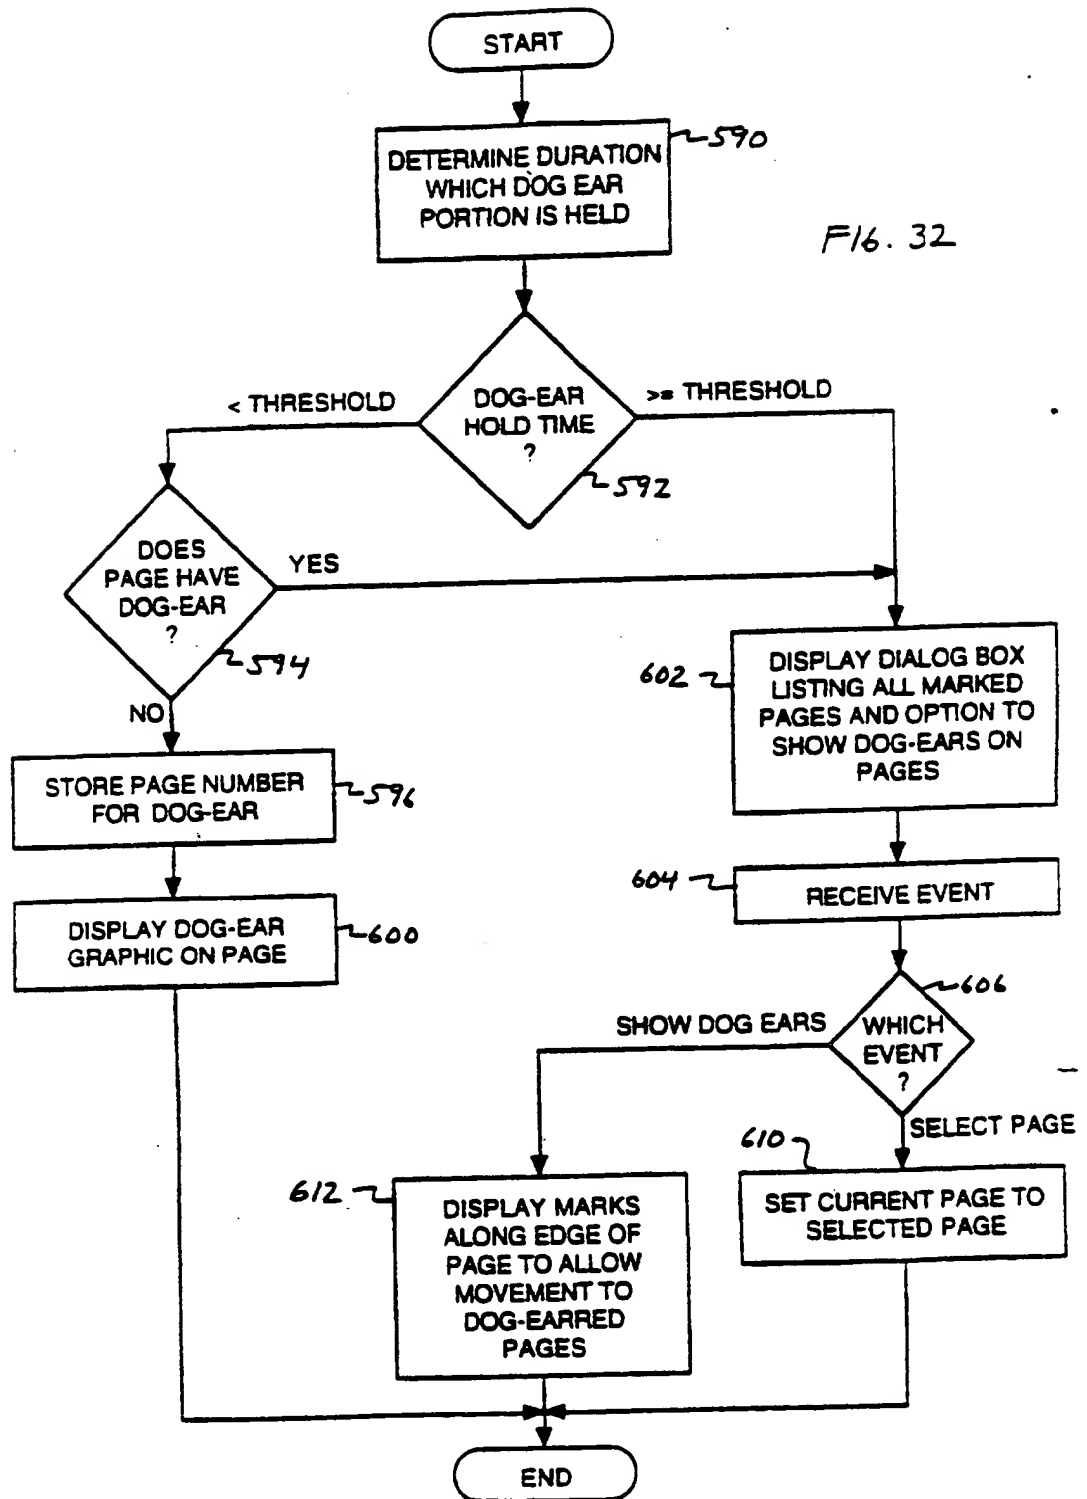 START
DETERMINE DURATION
WHICH DOG EAR
PORTION IS HELD
590
FIG. 32
DOG-EAR
HOLD TIME
?
592
< THRESHOLD
>= THRESHOLD
DOES
PAGE HAVE
DOG-EAR
?
594
YES
NO
STORE PAGE NUMBER
FOR DOG-EAR
596
DISPLAY DOG-EAR
GRAPHIC ON PAGE
600
602
DISPLAY DIALOG BOX
LISTING ALL MARKED
PAGES AND OPTION TO
SHOW DOG-EARS ON
PAGES
604
RECEIVE EVENT
606
WHICH
EVENT
?
SHOW DOG EARS
SELECT PAGE
610
SET CURRENT PAGE TO
SELECTED PAGE
612
DISPLAY MARKS
ALONG EDGE OF
PAGE TO ALLOW
MOVEMENT TO
DOG-EARRED
PAGES
END